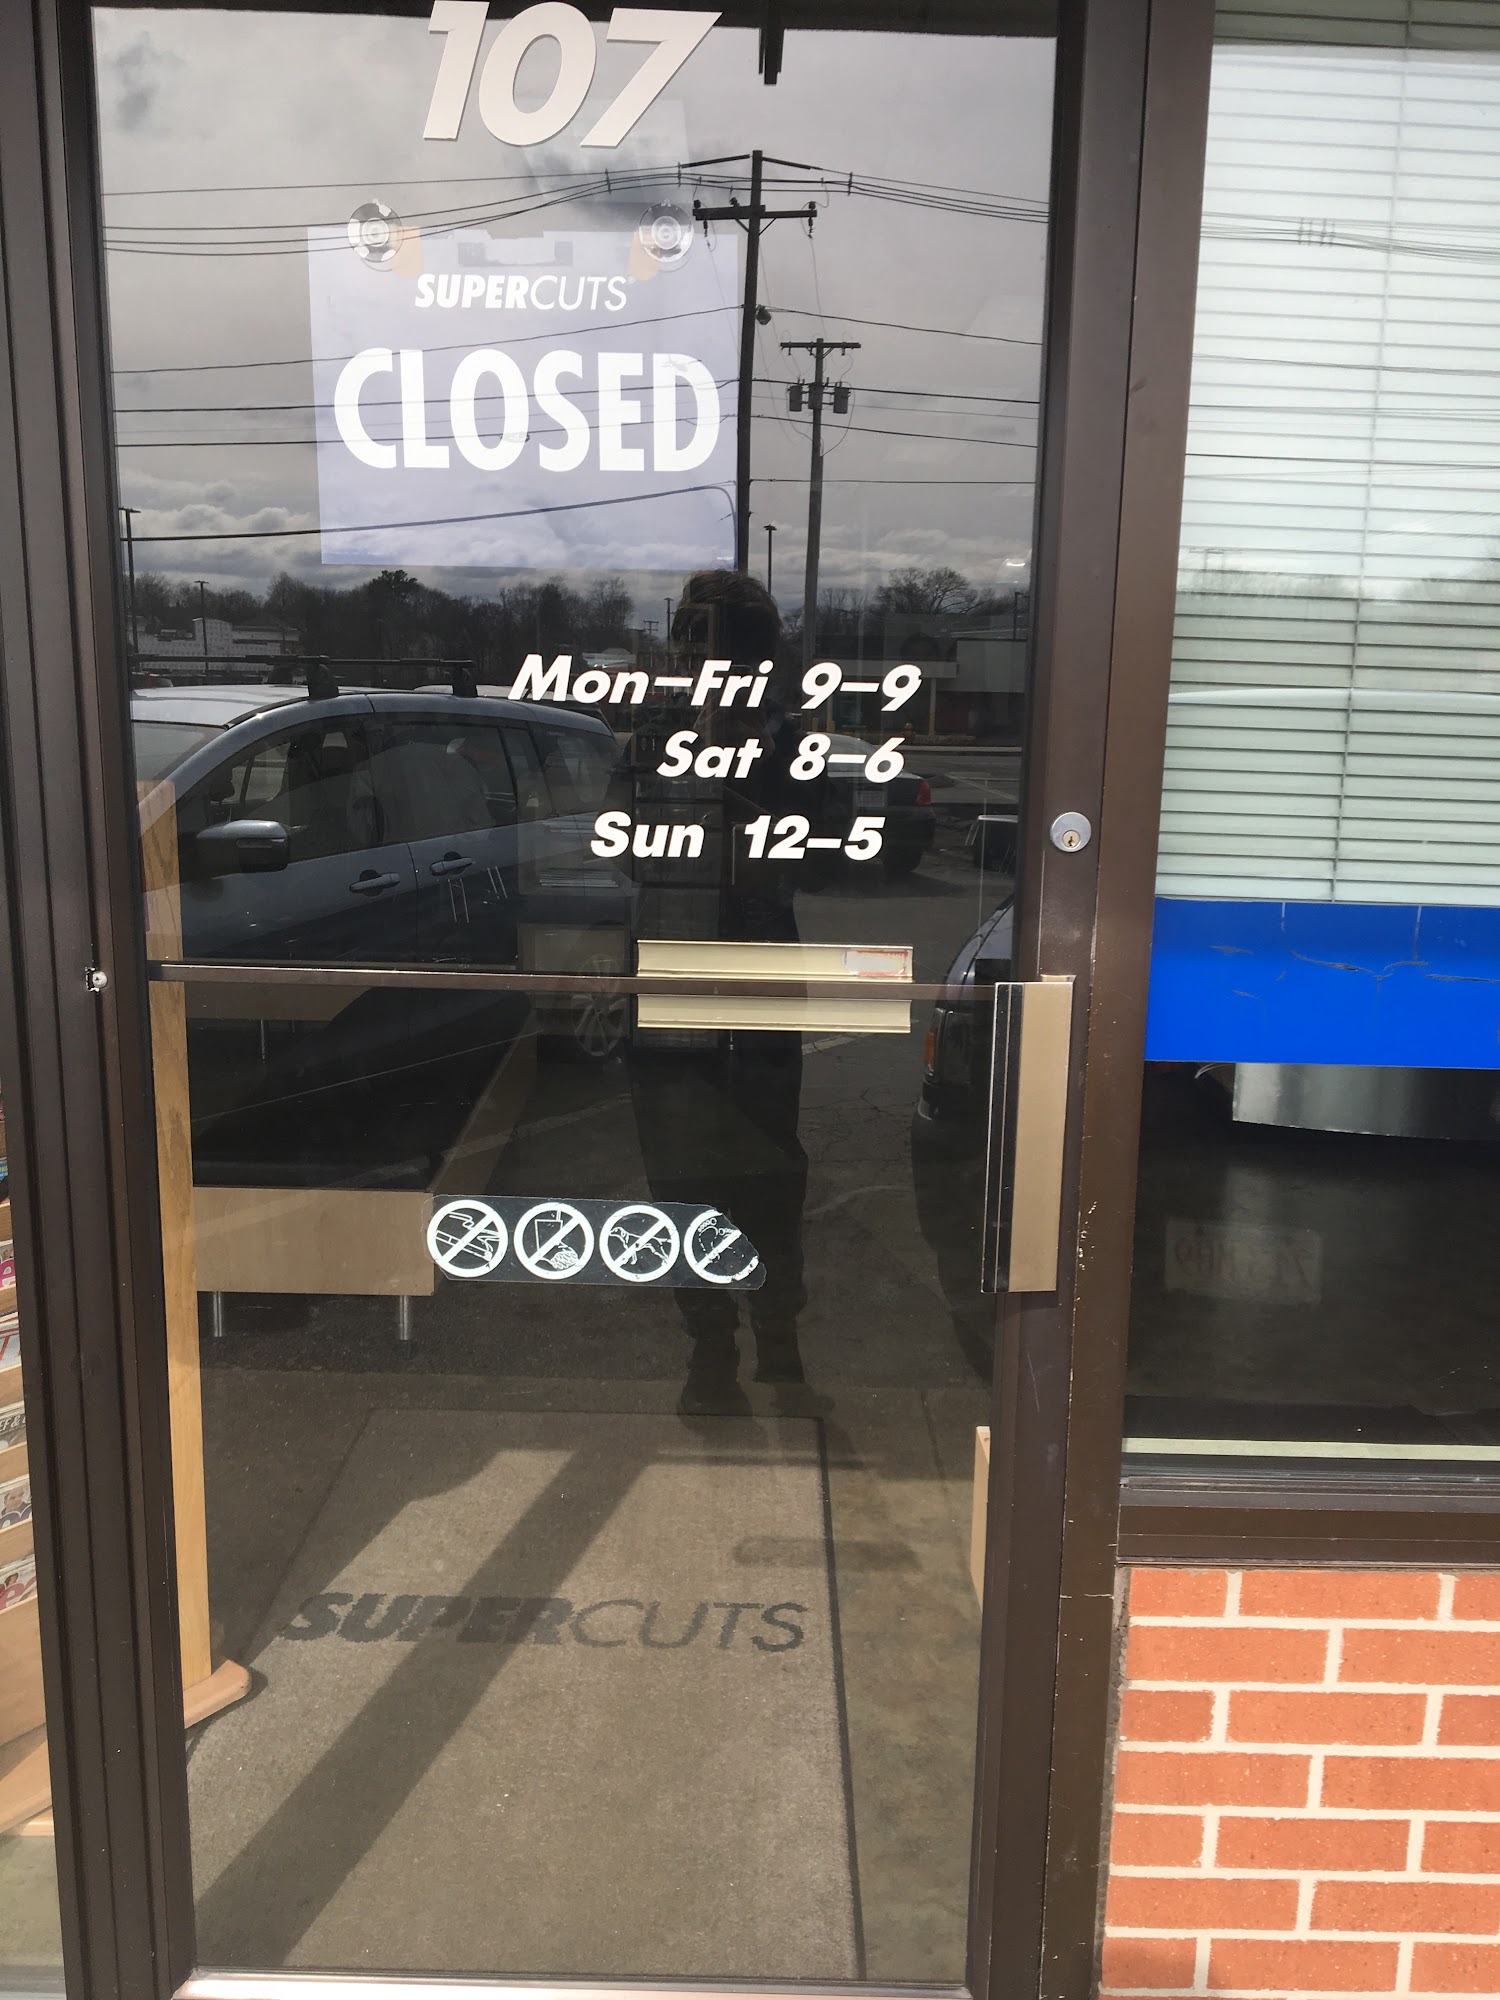 107
SUPERCUTS
CLOSED
Mon-Fri 9-9
Sat 8-6
Sun 12-5
SUPERCUTS